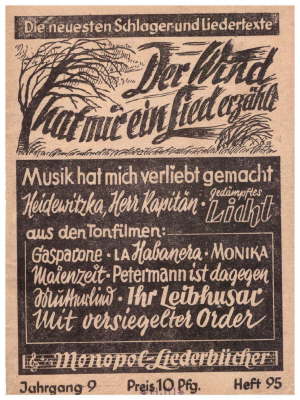 Die neuesten Schlager und Liedertexte
Der Wind
hat mir ein Lied erzählt
Musik hat mich verliebt gemacht
Heidewitzka, Herr Kapitän · gedämpftes
Licht
aus den Tonfilmen:
Gasparone · LA Habanera · MONIKA
Maienzeit · Petermann ist dagegen
Ihr Leibhusar
Mit versiegelter Order
Monopol-Liederbücher
Jahrgang 9 Preis 10 Pfg. Heft 95